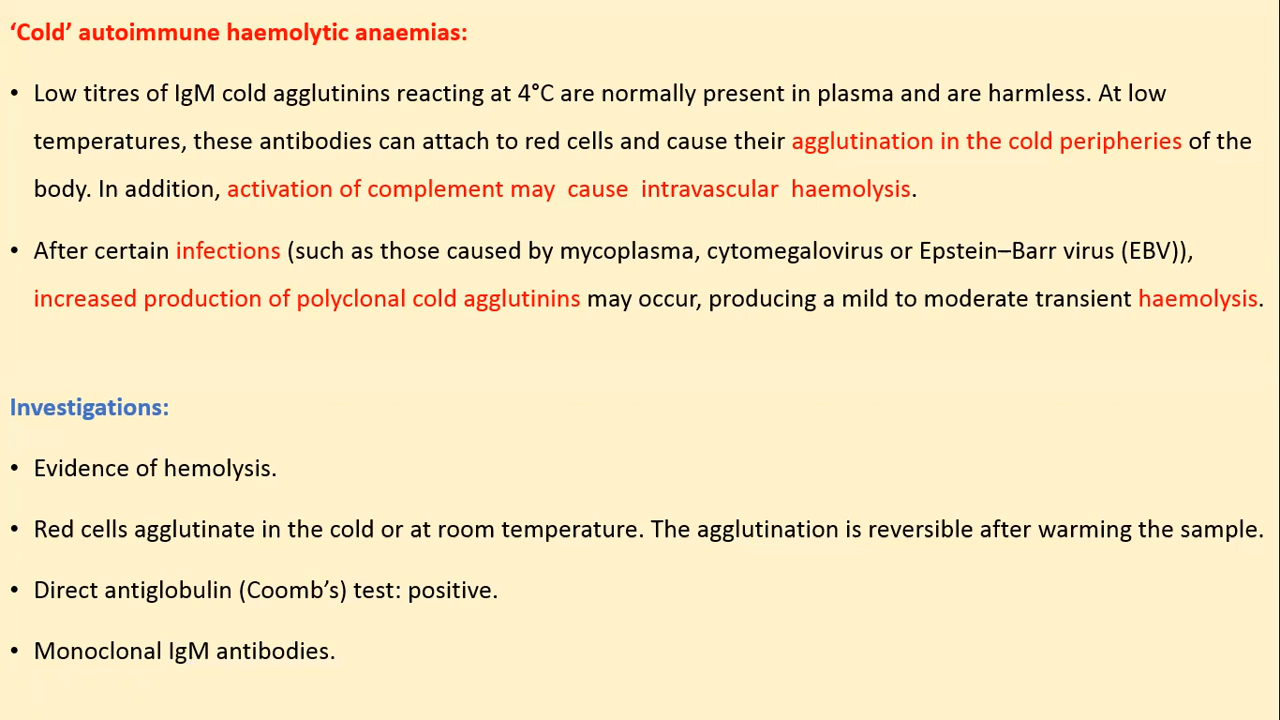 ‘Cold’ autoimmune haemolytic anaemias:
• Low titres of IgM cold agglutinins reacting at 4°C are normally present in plasma and are harmless. At low
temperatures, these antibodies can attach to red cells and cause their agglutination in the cold peripheries of the
body. In addition, activation of complement may cause intravascular haemolysis.
• After certain infections (such as those caused by mycoplasma, cytomegalovirus or Epstein–Barr virus (EBV)),
increased production of polyclonal cold agglutinins may occur, producing a mild to moderate transient haemolysis.
Investigations:
• Evidence of hemolysis.
• Red cells agglutinate in the cold or at room temperature. The agglutination is reversible after warming the sample.
• Direct antiglobulin (Coomb’s) test: positive.
• Monoclonal IgM antibodies.